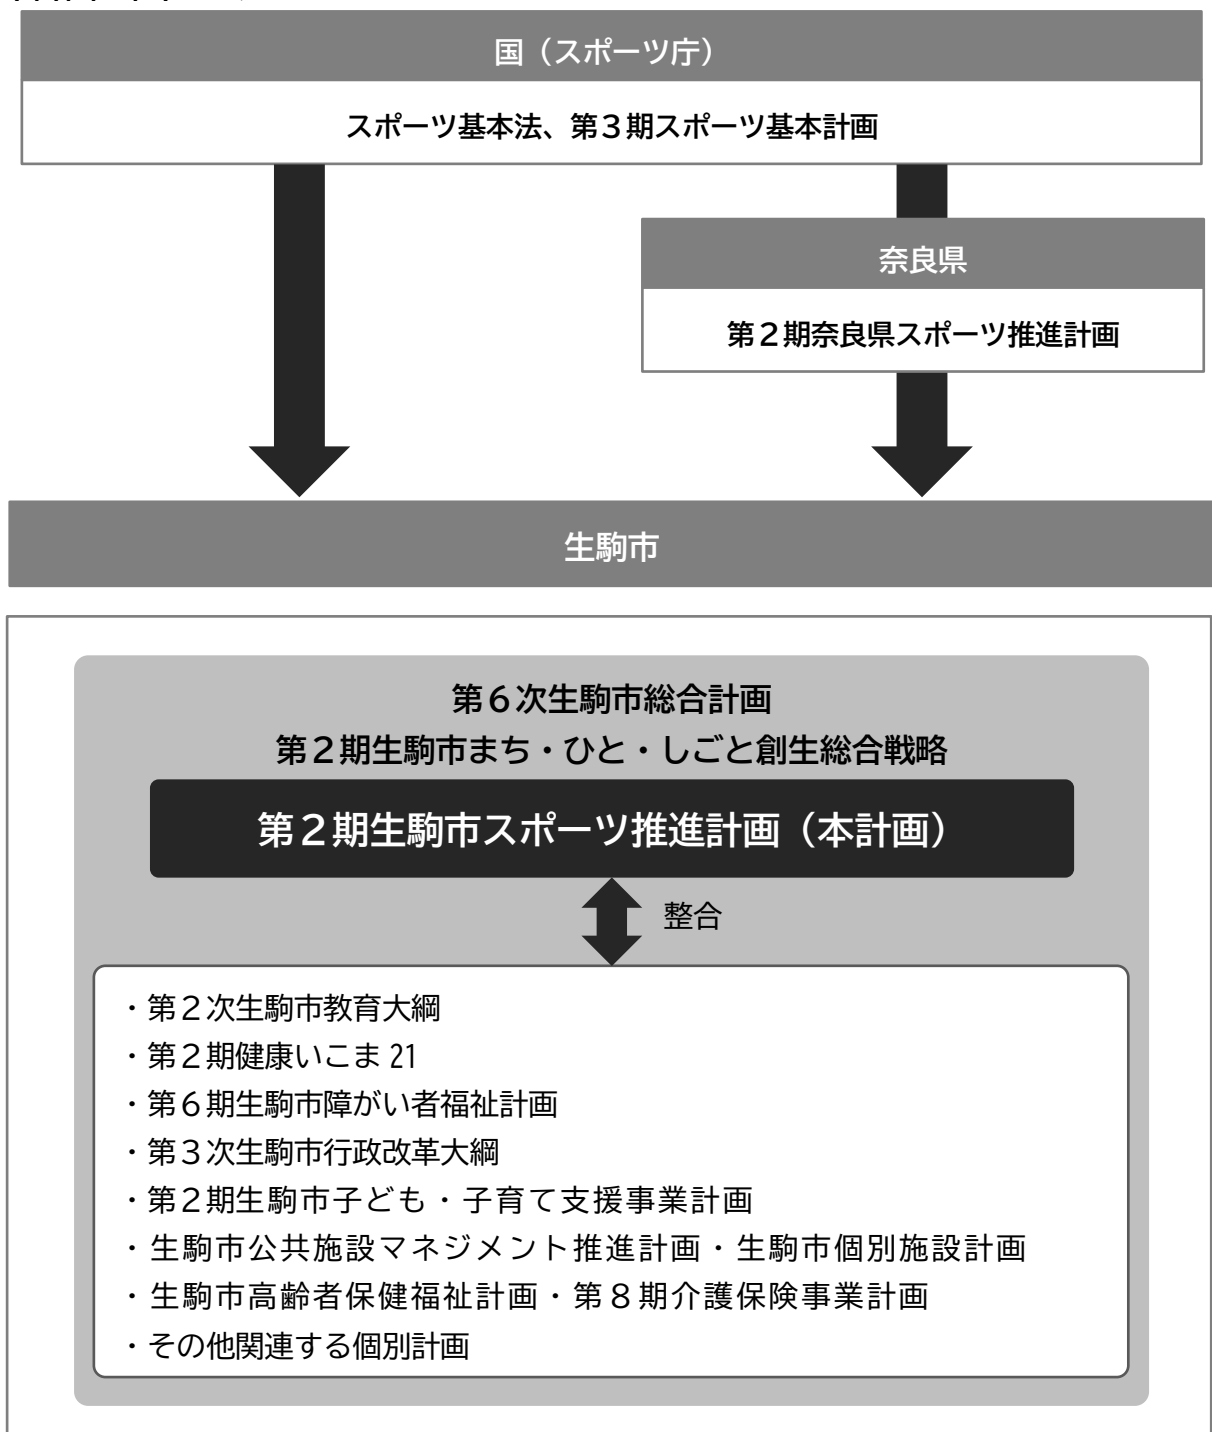 国（スポーツ庁）
スポーツ基本法、第３期スポーツ基本計画
奈良県
第２期奈良県スポーツ推進計画
生駒市
第６次生駒市総合計画
第２期生駒市まち・ひと・しごと創生総合戦略
第２期生駒市スポーツ推進計画（本計画）
整合
・第２次生駒市教育大綱
・第２期健康いこま 21
・第６期生駒市障がい者福祉計画
・第３次生駒市行政改革大綱
・第２期生駒市子ども・子育て支援事業計画
・生駒市公共施設マネジメント推進計画・生駒市個別施設計画
・生駒市高齢者保健福祉計画・第８期介護保険事業計画
・その他関連する個別計画